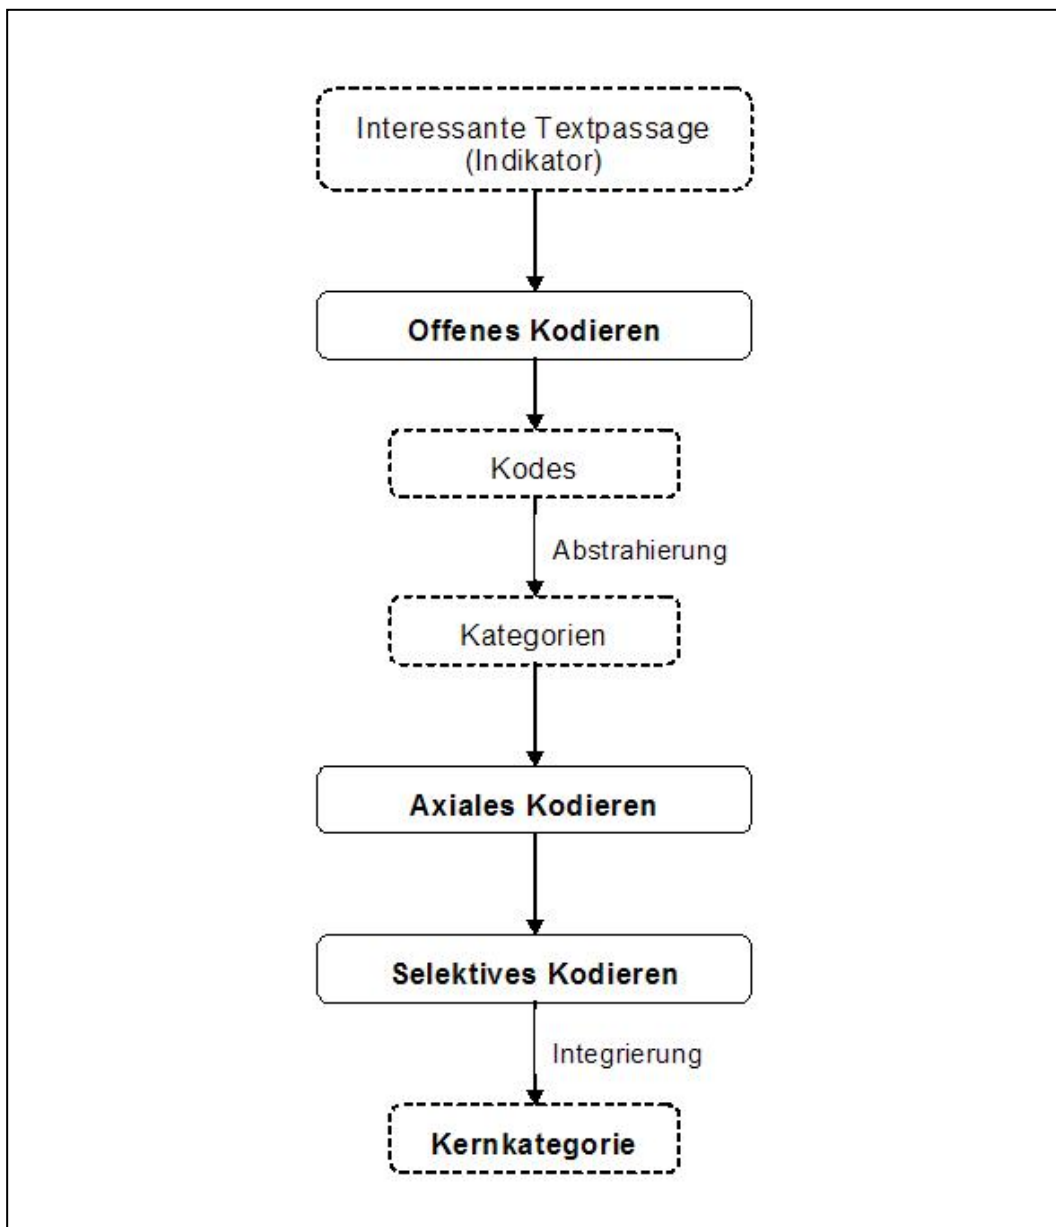 Interessante Textpassage
(Indikator)
Offenes Kodieren
Kodes
Abstrahierung
Kategorien
Axiales Kodieren
Selektives Kodieren
Integrierung
Kernkategorie